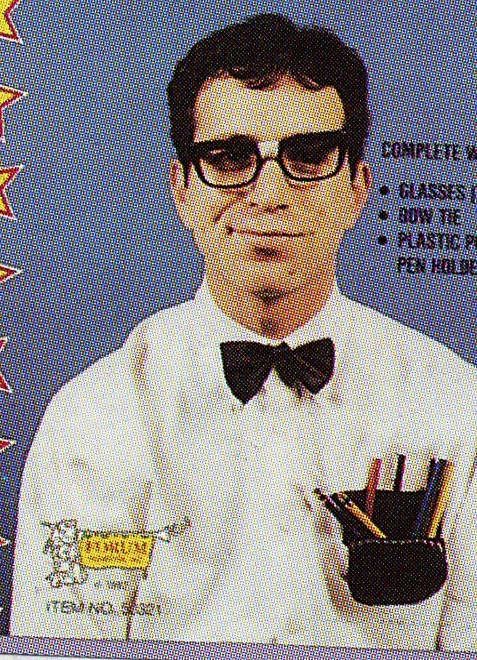 COMPLETE W
• GLASSES (
• BOW TIE
• PLASTIC P
PEN HOLDE
FORUM
ITEM NO.